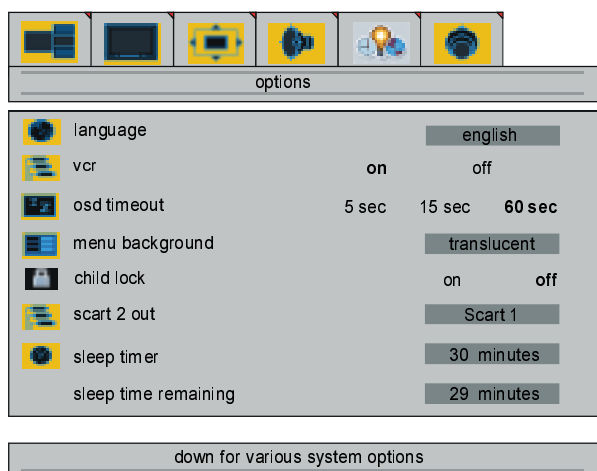 options
language english
vcr on off
osd timeout 5 sec 15 sec 60 sec
menu background translucent
child lock on off
scart 2 out Scart 1
sleep timer 30 minutes
sleep time remaining 29 minutes
down for various system options